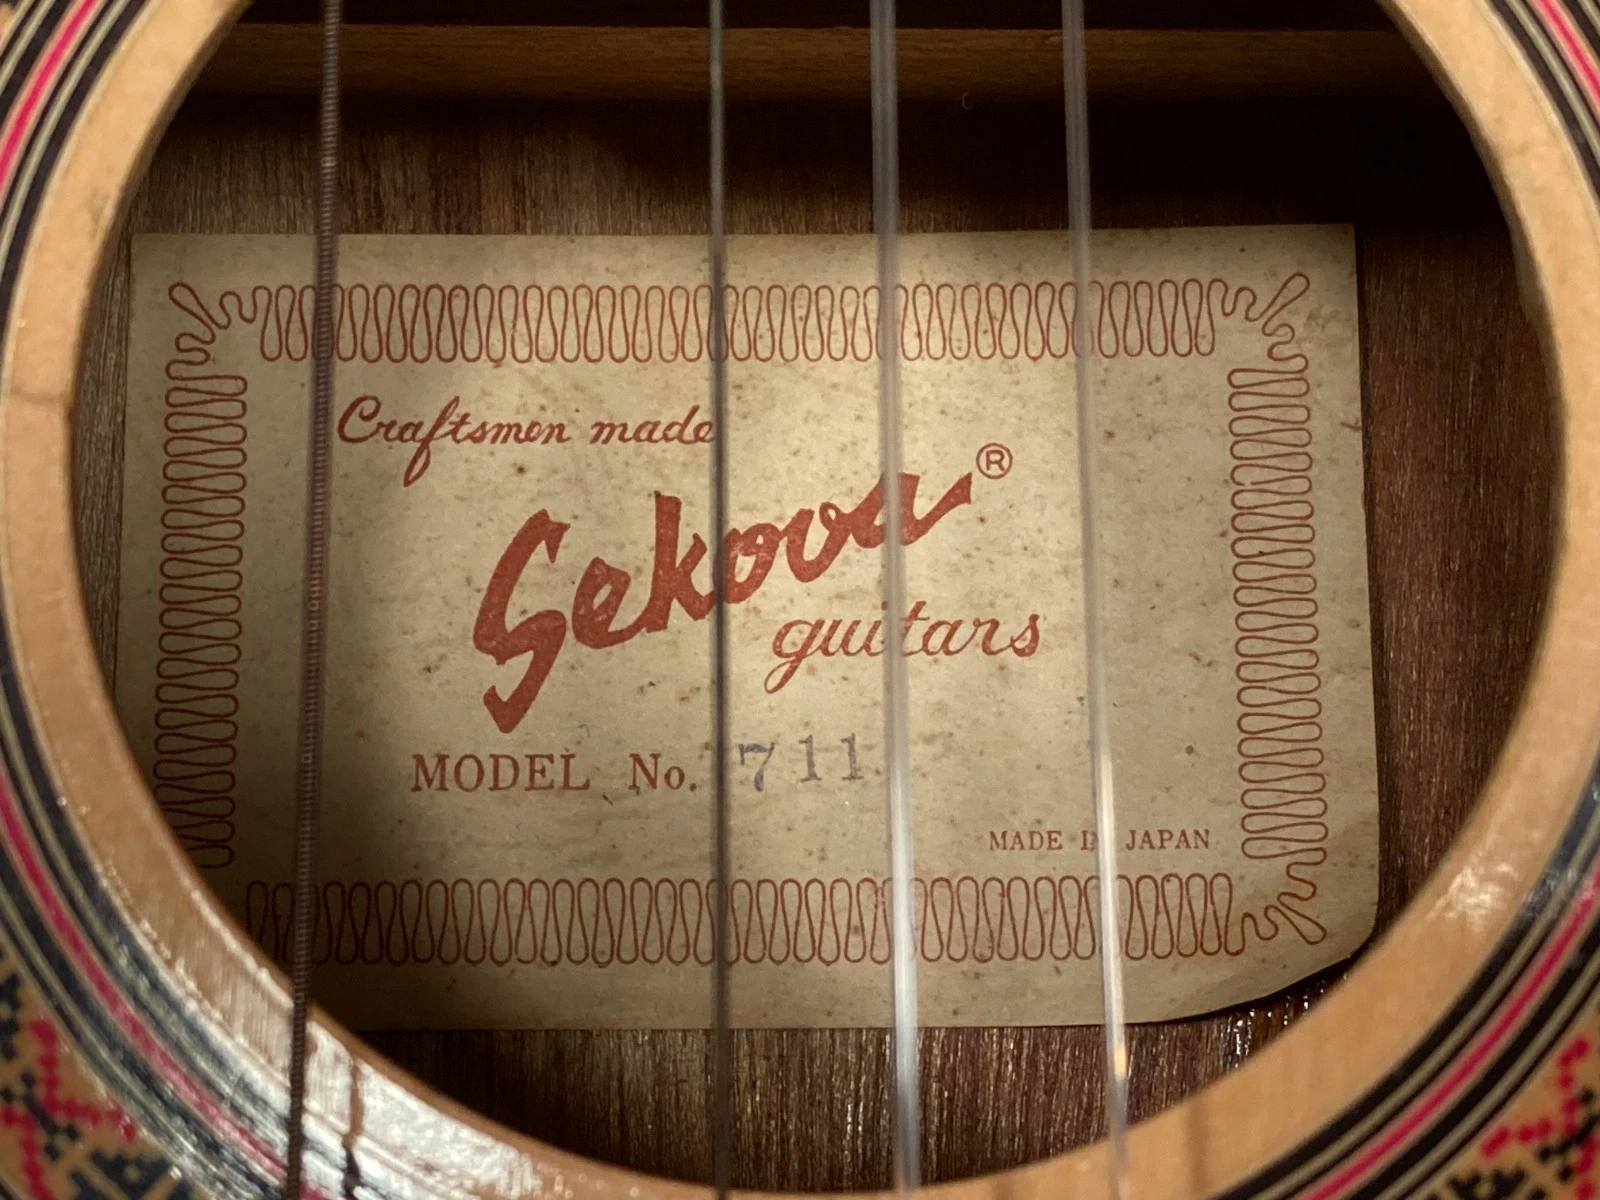 Craftsmen made
Sekova®
guitars
MODEL No. 711
MADE IN JAPAN